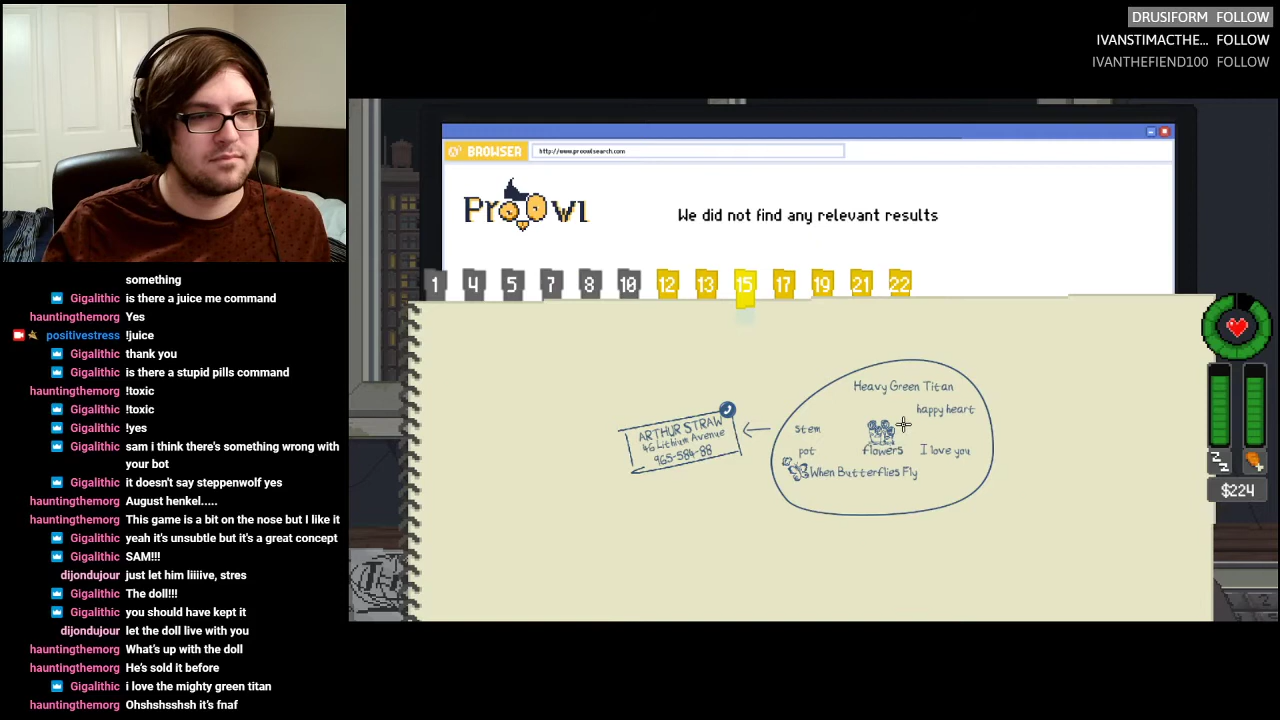 DRUSIFORM FOLLOW
IVANSTIMACTHE... FOLLOW
IVANTHEFIEND100 FOLLOW
BROWSER
http://www.proowlsearch.com
PrOOwl
We did not find any relevant results
1 4 5 7 8 10 12 13 15 17 19 21 22
ARTHUR STRAW
46 Lithium Avenue
965-584-88
Heavy Green Titan
happy heart
stem
pot
flowers
I love you
When Butterflies Fly
$224
something
Gigalithic is there a juice me command
hauntingthemorg Yes
positivestress !juice
Gigalithic thank you
Gigalithic is there a stupid pills command
hauntingthemorg !toxic
hauntingthemorg !toxic
hauntingthemorg !yes
Gigalithic sam i think there's something wrong with
your bot
Gigalithic it doesn't say steppenwolf yes
hauntingthemorg August henkel.....
hauntingthemorg This game is a bit on the nose but I like it
Gigalithic yeah it's unsubtle but it's a great concept
Gigalithic SAM!!!
dijondujour just let him liiiive, stres
Gigalithic The doll!!!
Gigalithic you should have kept it
dijondujour let the doll live with you
hauntingthemorg What's up with the doll
hauntingthemorg He's sold it before
Gigalithic i love the mighty green titan
hauntingthemorg Ohshshsshsh it's fnaf